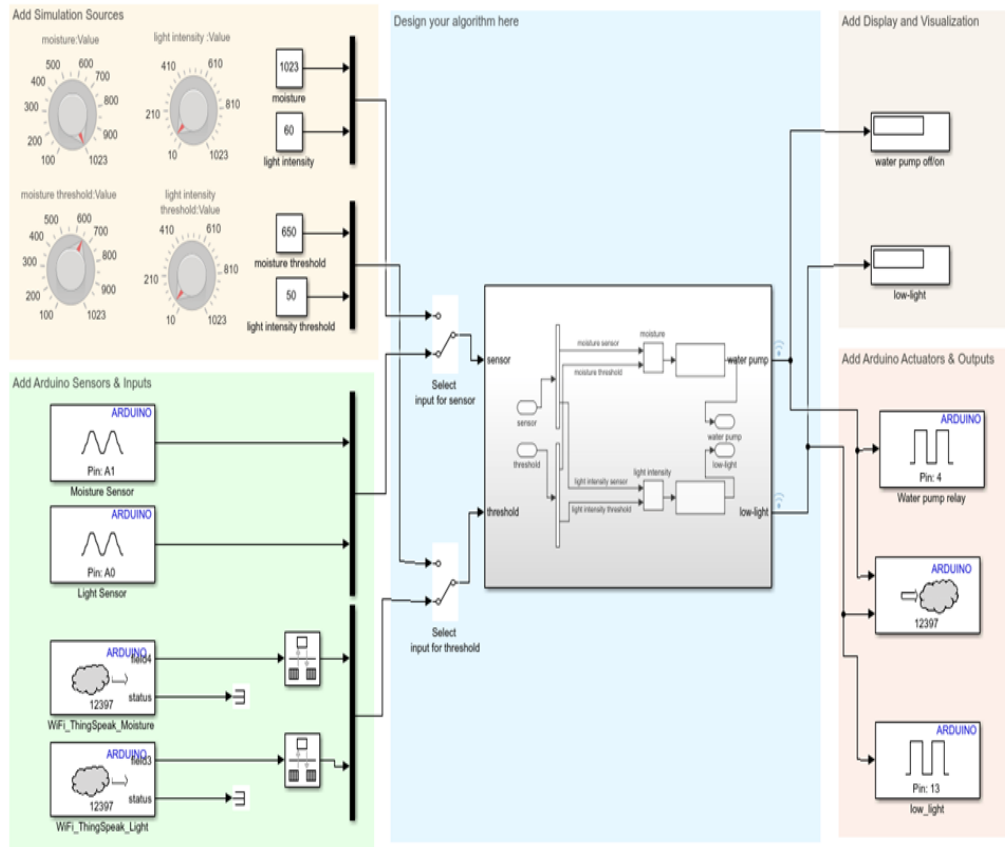 Add Simulation Sources
moisture:Value
500 600
400 700
300 800
200 900
100 1023
light intensity :Value
410 610
210 810
10 1023
1023
moisture
60
light intensity
moisture threshold:Value
500 600
400 700
300 800
200 900
100 1023
light intensity
threshold:Value
410 610
210 810
10 1023
650
moisture threshold
50
light intensity threshold
Add Arduino Sensors & Inputs
ARDUINO
Pin: A1
Moisture Sensor
ARDUINO
Pin: A0
Light Sensor
ARDUINO
field4
status
12397
WiFi_ThingSpeak_Moisture
ARDUINO
field3
status
12397
WiFi_ThingSpeak_Light
Design your algorithm here
Select
input for sensor
Select
input for threshold
sensor
threshold
moisture
moisture sensor
moisture threshold
sensor
threshold
light intensity
light intensity sensor
light intensity threshold
water pump
low-light
water pump
low-light
Add Display and Visualization
water pump off/on
low-light
Add Arduino Actuators & Outputs
ARDUINO
Pin: 4
Water pump relay
ARDUINO
12397
ARDUINO
Pin: 13
low_light